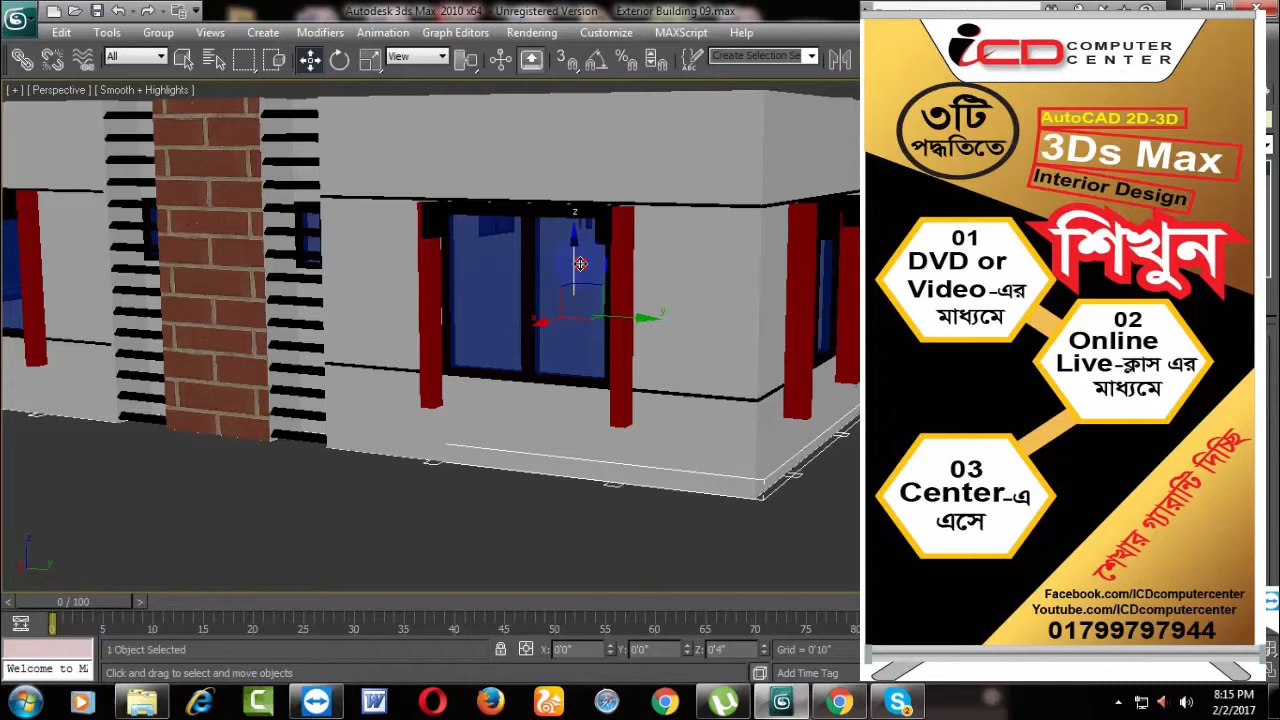 Autodesk 3ds Max 2010 x64 - Unregistered Version Exterior Building 09.max
Edit Tools Group Views Create Modifiers Animation Graph Editors Rendering Customize MAXScript Help
All View Create Selection Se
[ + ] [ Perspective ] [ Smooth + Highlights ]
z
x y
z
y
0 / 100
0 5 10 15 20 25 30 35 40 45 50 55 60 65 70 75 80
1 Object Selected X: 0'0" Y: 0'0" Z: 0'4" Grid = 0'10"
Welcome to M
Click and drag to select and move objects Add Time Tag
8:15 PM
2/2/2017
2
iCD COMPUTER CENTER
৩টি
পদ্ধতিতে
AutoCAD 2D-3D
3Ds Max
Interior Design
শিখুন
01
DVD or
Video-এর
মাধ্যমে
02
Online
Live-ক্লাস এর
মাধ্যমে
03
Center-এ
এসে
শেখার গ্যারান্টি দিচ্ছি
Facebook.com/ICDcomputercenter
Youtube.com/ICDcomputercenter
01799797944